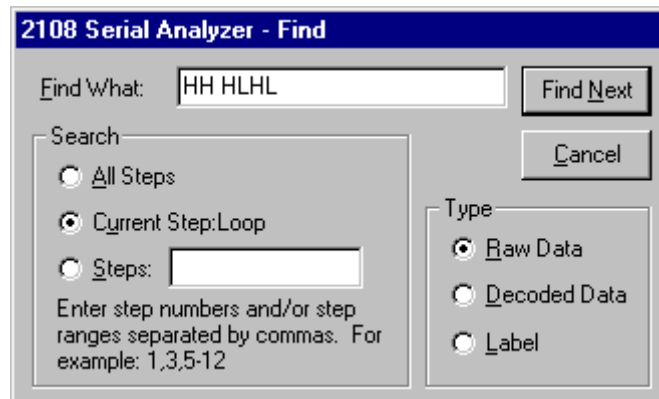 2108 Serial Analyzer - Find
Find What:
HH HLHL
Find Next
Cancel
Search
All Steps
Current Step:Loop
Steps:
Enter step numbers and/or step
ranges separated by commas.  For
example: 1,3,5-12
Type
Raw Data
Decoded Data
Label